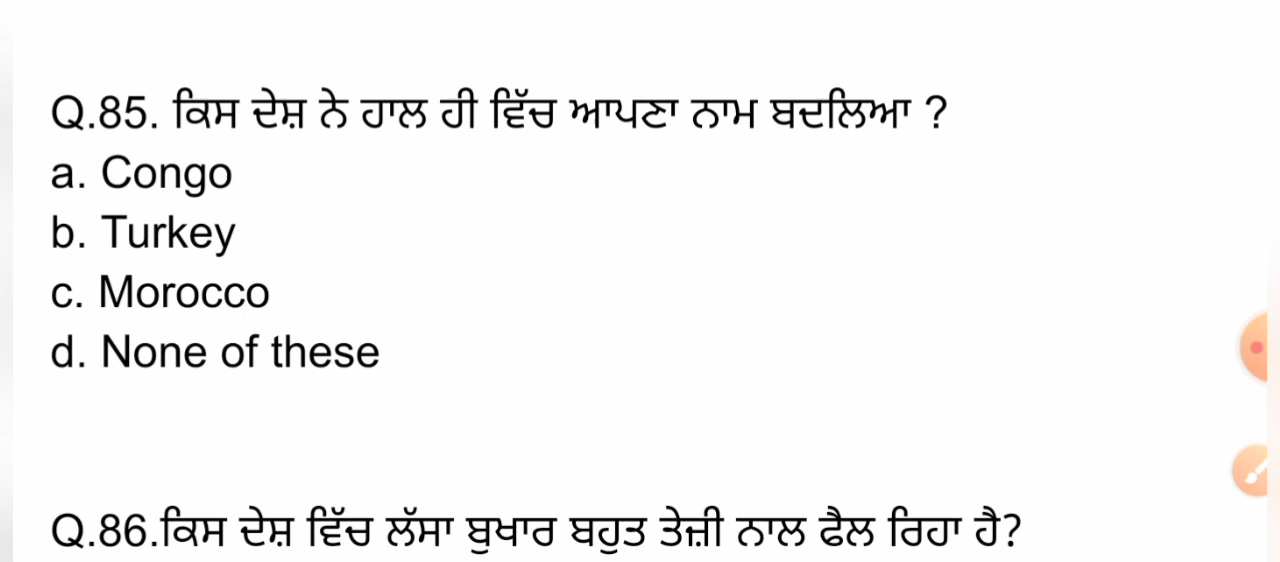 Q.85. ਕਿਸ ਦੇਸ਼ ਨੇ ਹਾਲ ਹੀ ਵਿੱਚ ਆਪਣਾ ਨਾਮ ਬਦਲਿਆ ?
a. Congo
b. Turkey
c. Morocco
d. None of these
Q.86.ਕਿਸ ਦੇਸ਼ ਵਿੱਚ ਲੱਸਾ ਬੁਖਾਰ ਬਹੁਤ ਤੇਜ਼ੀ ਨਾਲ ਫੈਲ ਰਿਹਾ ਹੈ?